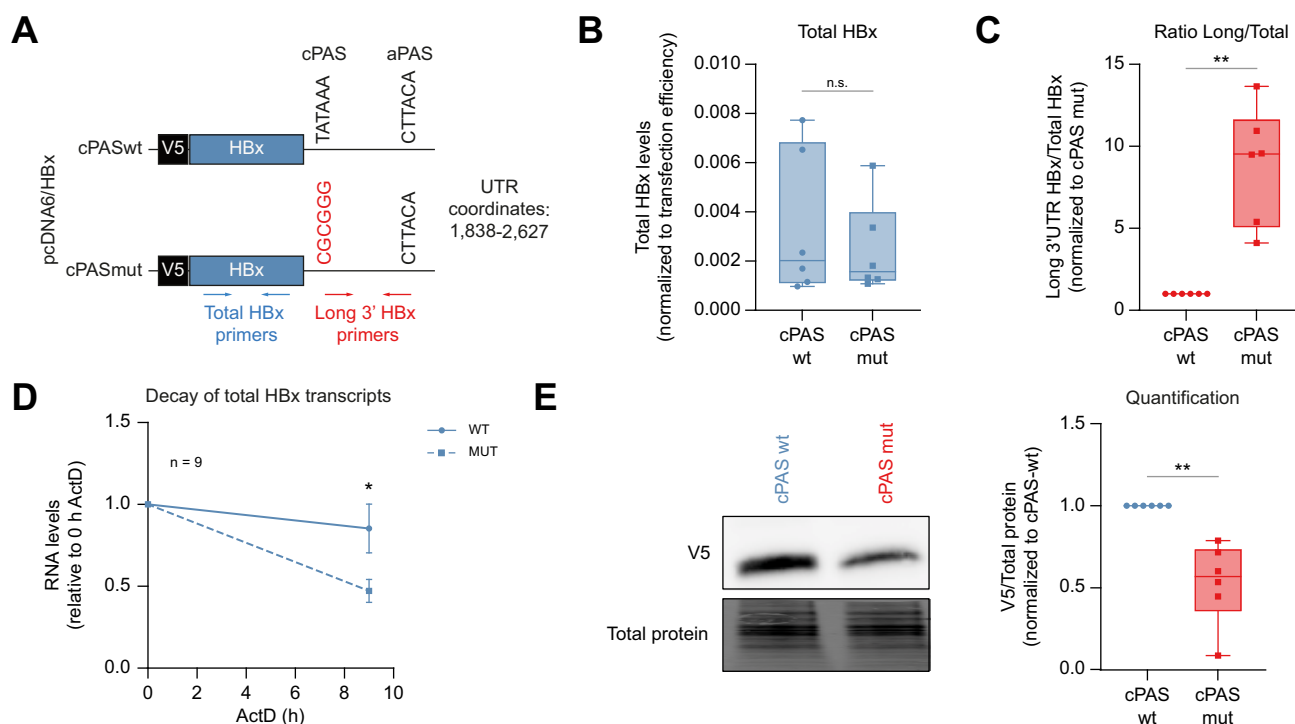 A
cPAS
aPAS
TATAAA
CTTACA
cPASwt
V5
HBx
pcDNA6/HBx
CGCGGG
CTTACA
UTR
coordinates:
1,838-2,627
cPASmut
V5
HBx
Total HBx
primers
Long 3' HBx
primers
B
Total HBx
Total HBx levels
(normalized to transfection efficiency)
0.010
0.008
0.006
0.004
0.002
0.000
n.s.
cPAS
wt
cPAS
mut
C
Ratio Long/Total
Long 3'UTR HBx/Total HBx
(normalized to cPAS mut)
15
10
5
0
**
cPAS
wt
cPAS
mut
D
Decay of total HBx transcripts
RNA levels
(relative to 0 h ActD)
1.5
1.0
0.5
0.0
n = 9
*
WT
MUT
0 2 4 6 8 10
ActD (h)
E
cPAS wt
cPAS mut
V5
Total protein
Quantification
V5/Total protein
(normalized to cPAS-wt)
1.5
1.0
0.5
0.0
**
cPAS
wt
cPAS
mut